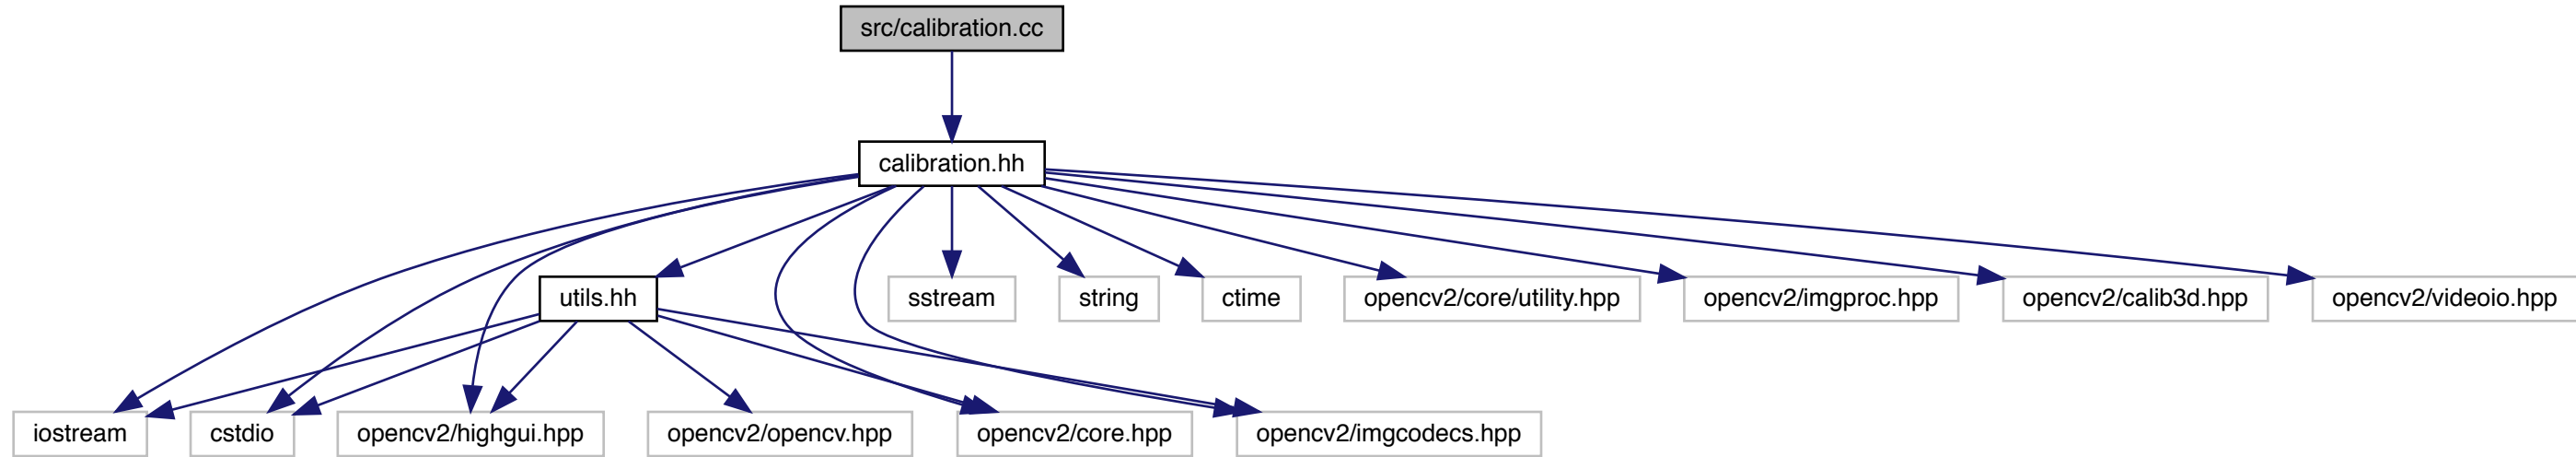 src/calibration.cc
calibration.hh
utils.hh
sstream
string
ctime
opencv2/core/utility.hpp
opencv2/imgproc.hpp
opencv2/calib3d.hpp
opencv2/videoio.hpp
iostream
cstdio
opencv2/highgui.hpp
opencv2/opencv.hpp
opencv2/core.hpp
opencv2/imgcodecs.hpp